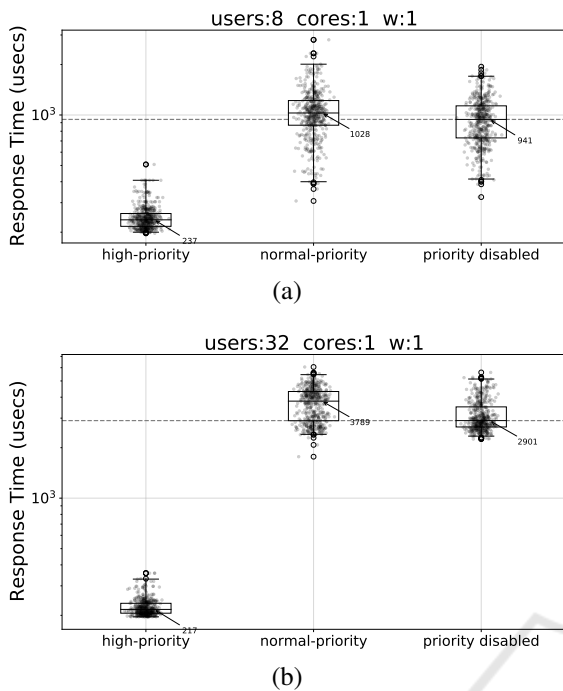 users:8 cores:1 w:1
Response Time (usecs)
10³
1028
941
237
high-priority normal-priority priority disabled
(a)
users:32 cores:1 w:1
Response Time (usecs)
10³
3789
2901
217
high-priority normal-priority priority disabled
(b)